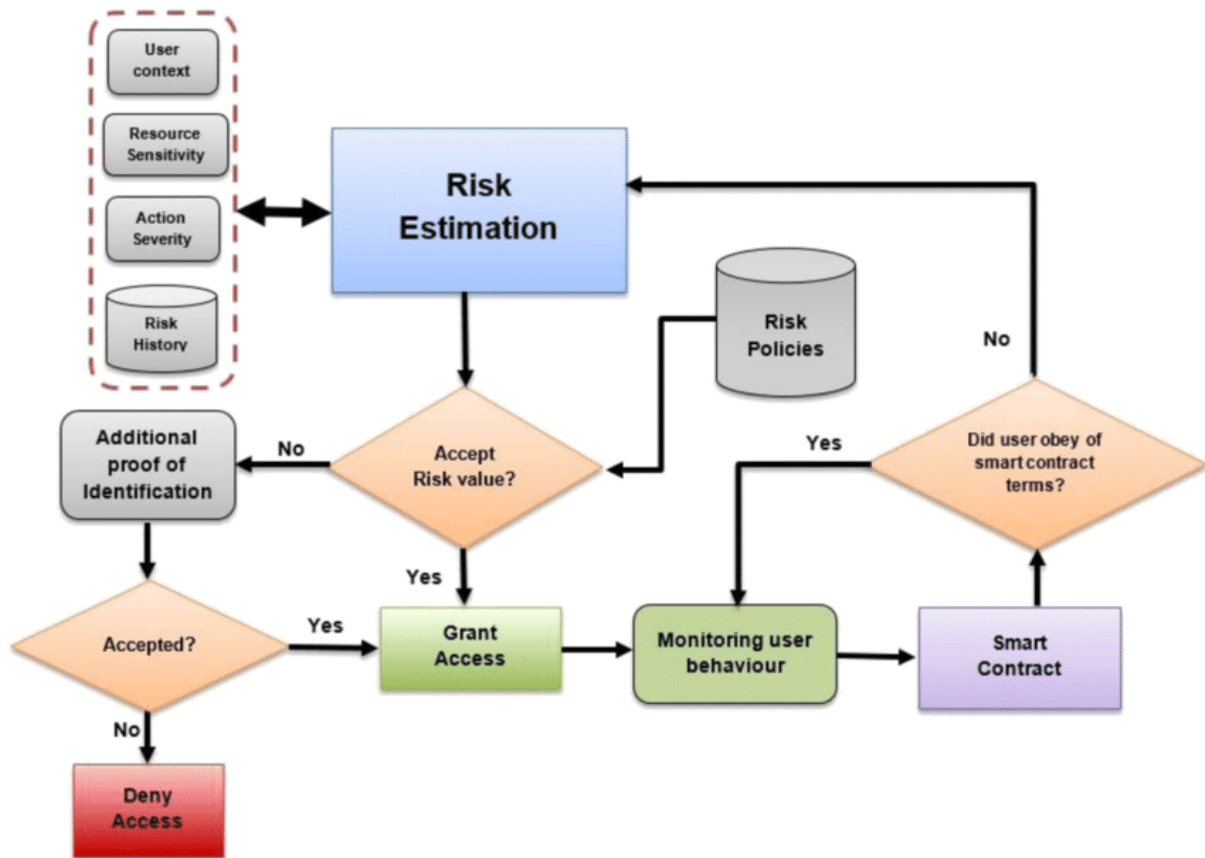 User
context
Resource
Sensitivity
Action
Severity
Risk
History
Risk
Estimation
Risk
Policies
No
Additional
proof of
Identification
No
Accept
Risk value?
Yes
Did user obey of
smart contract
terms?
Yes
Accepted?
Yes
Grant
Access
Monitoring user
behaviour
Smart
Contract
No
Deny
Access